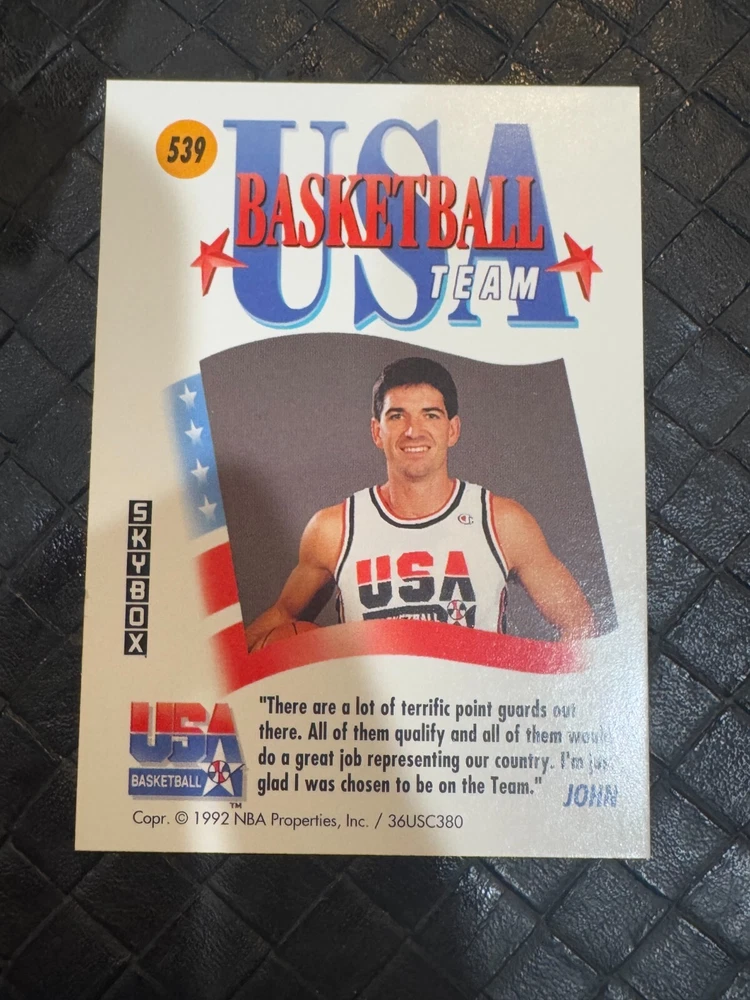 539
USA
BASKETBALL
TEAM
SKYBOX
C
USA
USA
BASKETBALL
TM
"There are a lot of terrific point guards out
there. All of them qualify and all of them would
do a great job representing our country. I'm just
glad I was chosen to be on the Team."
JOHN
Copr. © 1992 NBA Properties, Inc. / 36USC380